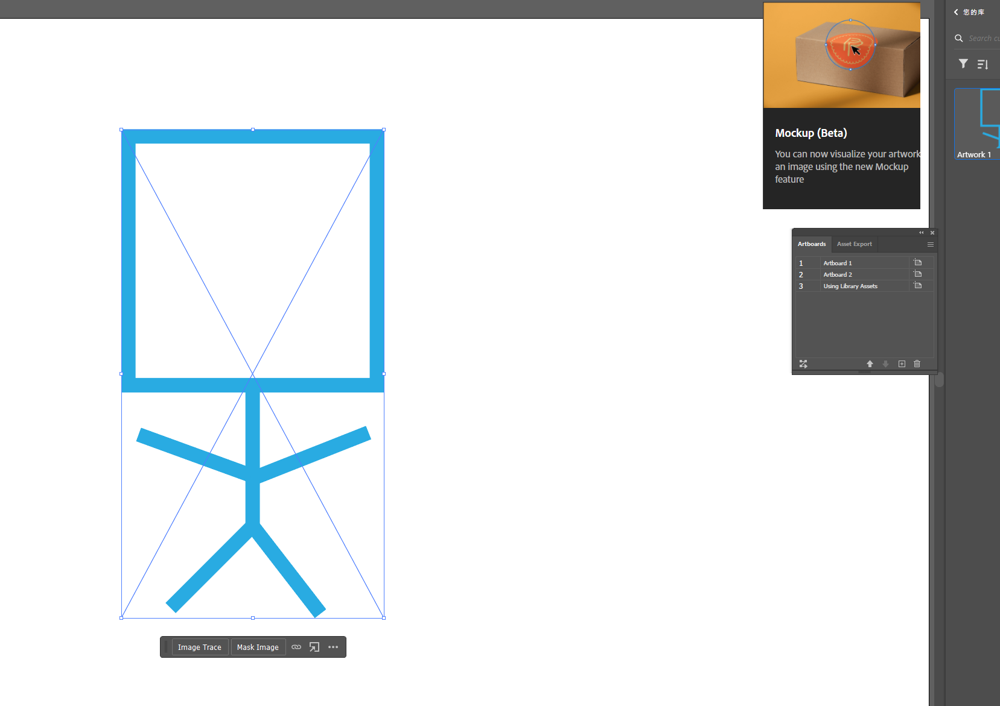 您的库
Search cu
Artwork 1
Mockup (Beta)
You can now visualize your artwork
an image using the new Mockup
feature
Artboards
Asset Export
1 Artboard 1
2 Artboard 2
3 Using Library Assets
Image Trace
Mask Image